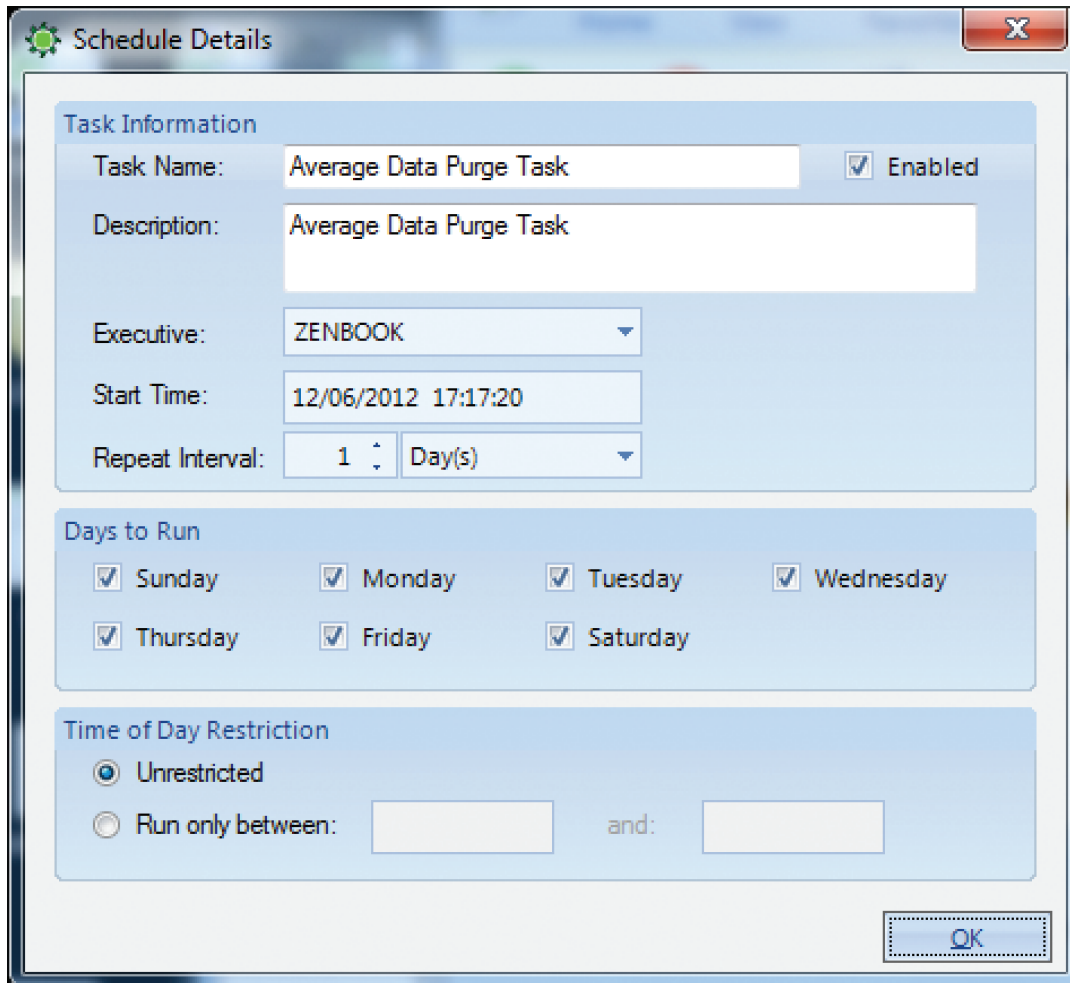 Schedule Details
Task Information
Task Name: Average Data Purge Task Enabled
Description: Average Data Purge Task
Executive: ZENBOOK
Start Time: 12/06/2012 17:17:20
Repeat Interval: 1 Day(s)
Days to Run
Sunday Monday Tuesday Wednesday
Thursday Friday Saturday
Time of Day Restriction
Unrestricted
Run only between: and:
OK